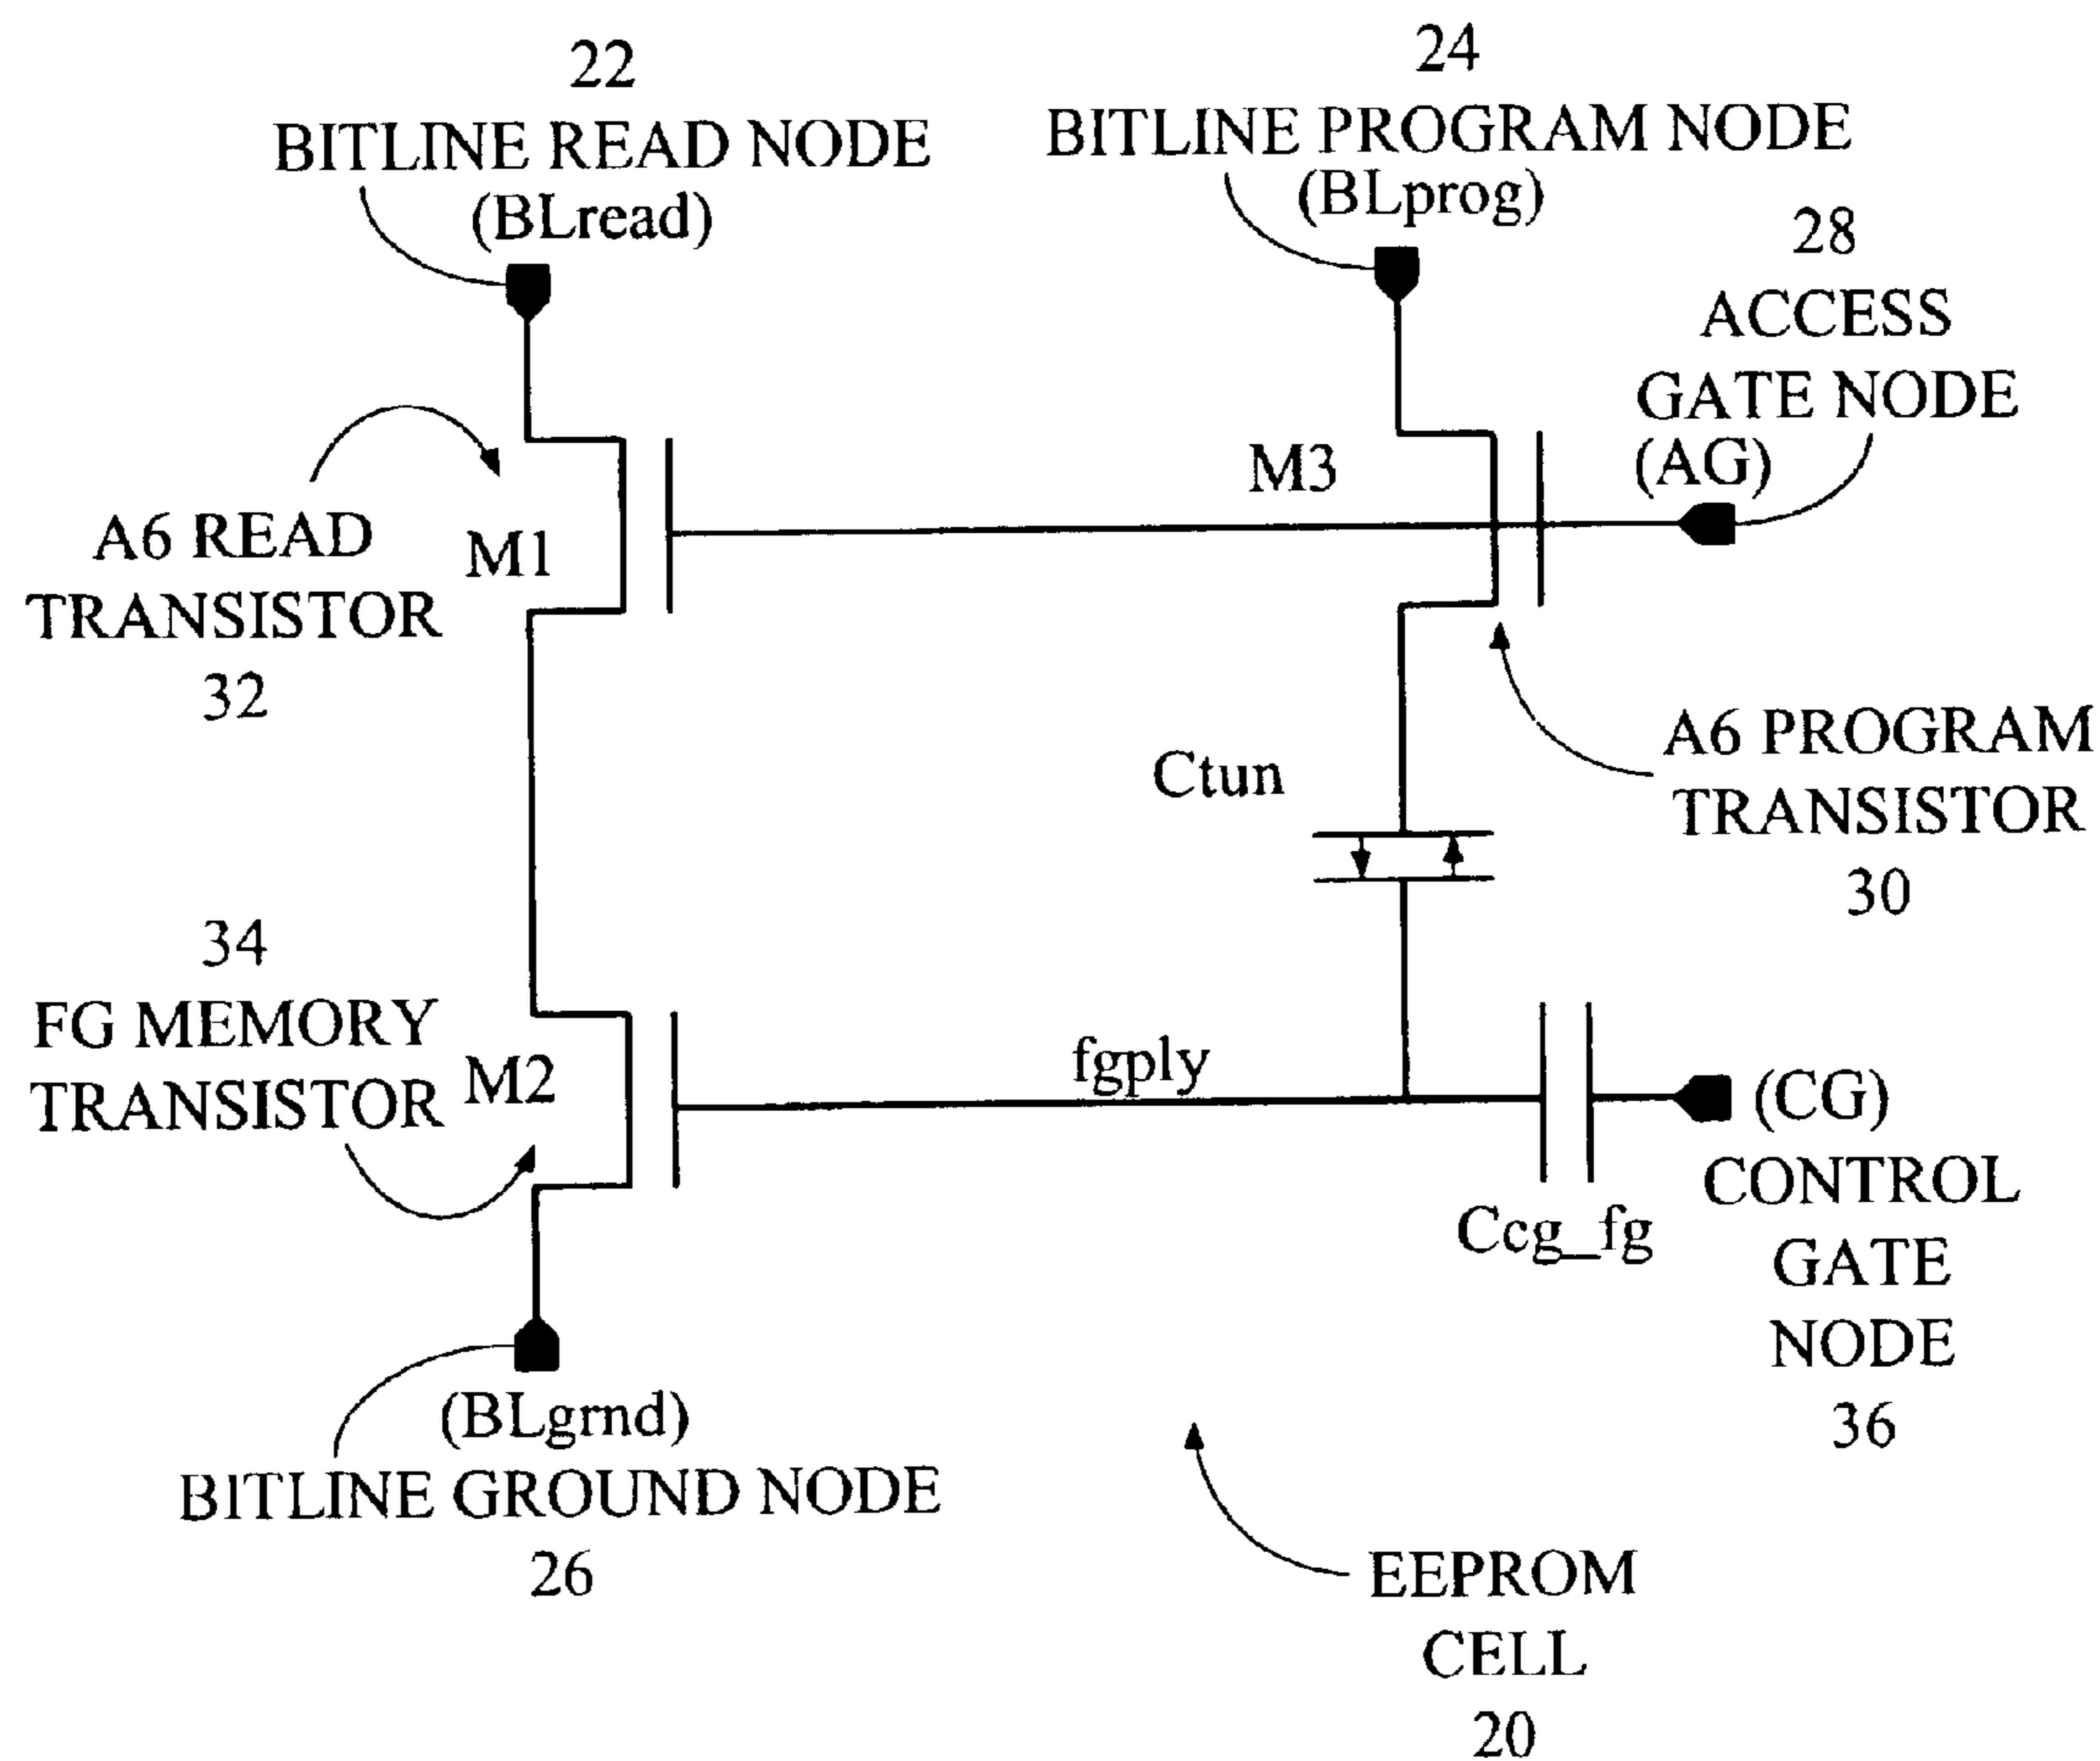 22
BITLINE READ NODE
(BLread)
24
BITLINE PROGRAM NODE
(BLprog)
28
ACCESS
GATE NODE
(AG)
M3
A6 READ
TRANSISTOR
32
M1
A6 PROGRAM
TRANSISTOR
30
Ctun
34
FG MEMORY
TRANSISTOR
M2
fgply
(CG)
CONTROL
GATE
NODE
36
Ccg_fg
(BLgrnd)
BITLINE GROUND NODE
26
EEPROM
CELL
20